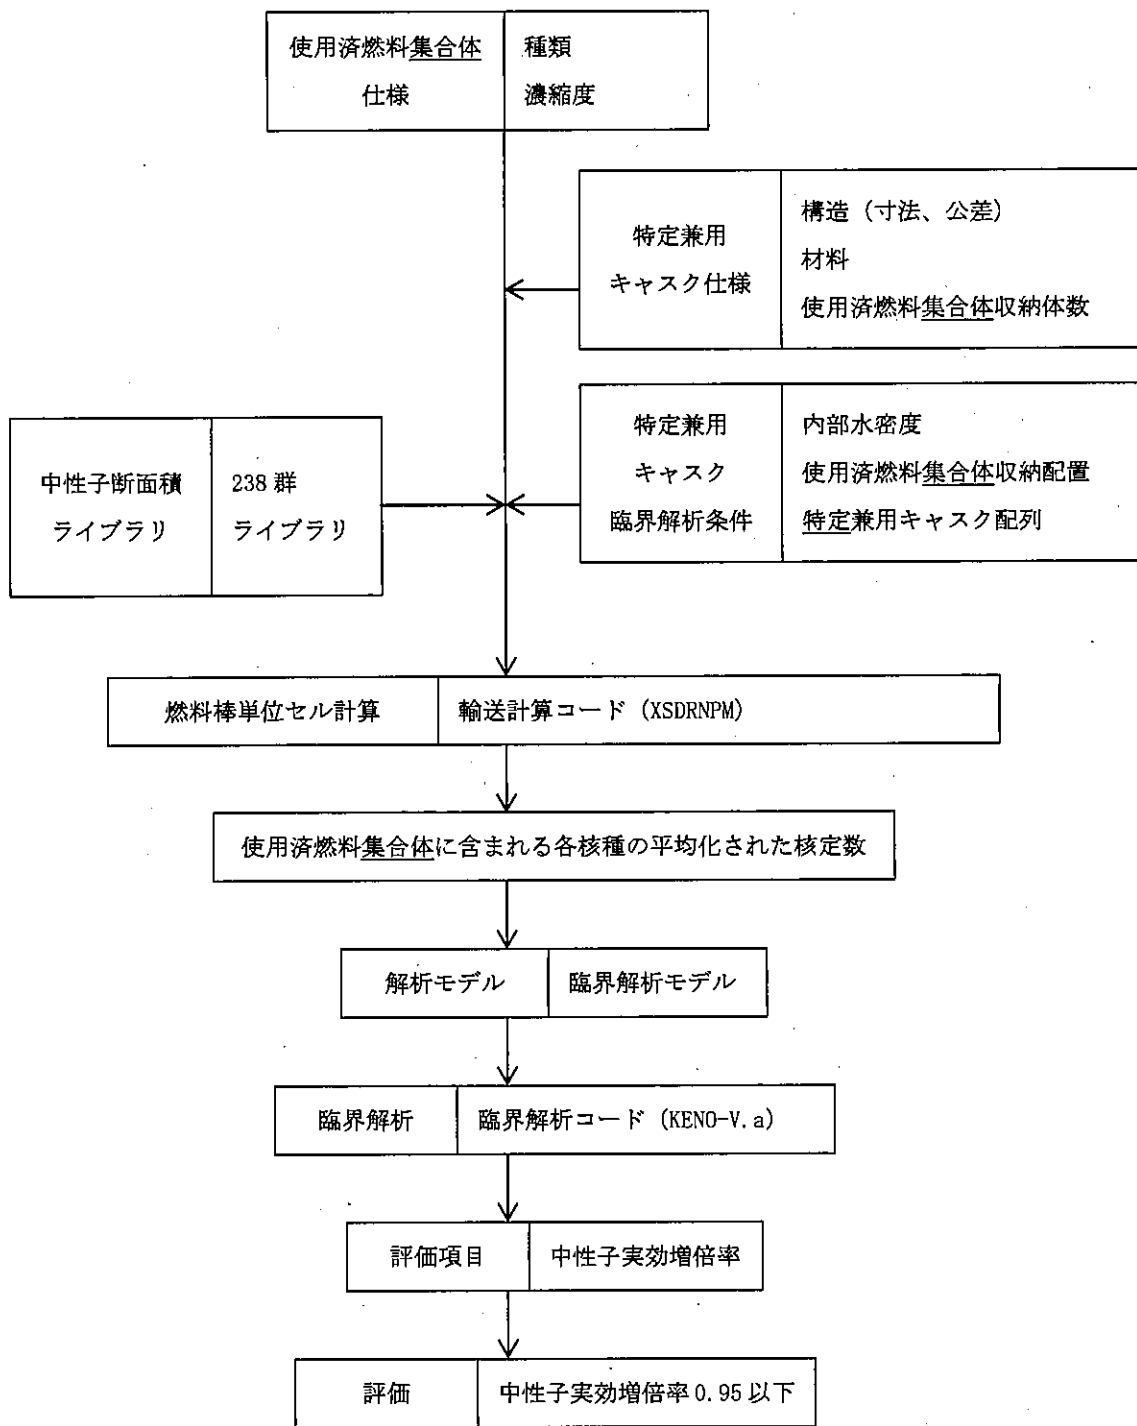 使用済燃料集合体
仕様
種類
濃縮度
特定兼用
キャスク仕様
構造（寸法、公差）
材料
使用済燃料集合体収納体数
特定兼用
キャスク
臨界解析条件
内部水密度
使用済燃料集合体収納配置
特定兼用キャスク配列
中性子断面積
ライブラリ
238 群
ライブラリ
燃料棒単位セル計算
輸送計算コード（XSDRNPM）
使用済燃料集合体に含まれる各核種の平均化された核定数
解析モデル
臨界解析モデル
臨界解析
臨界解析コード（KENO-V.a）
評価項目
中性子実効増倍率
評価
中性子実効増倍率 0.95 以下